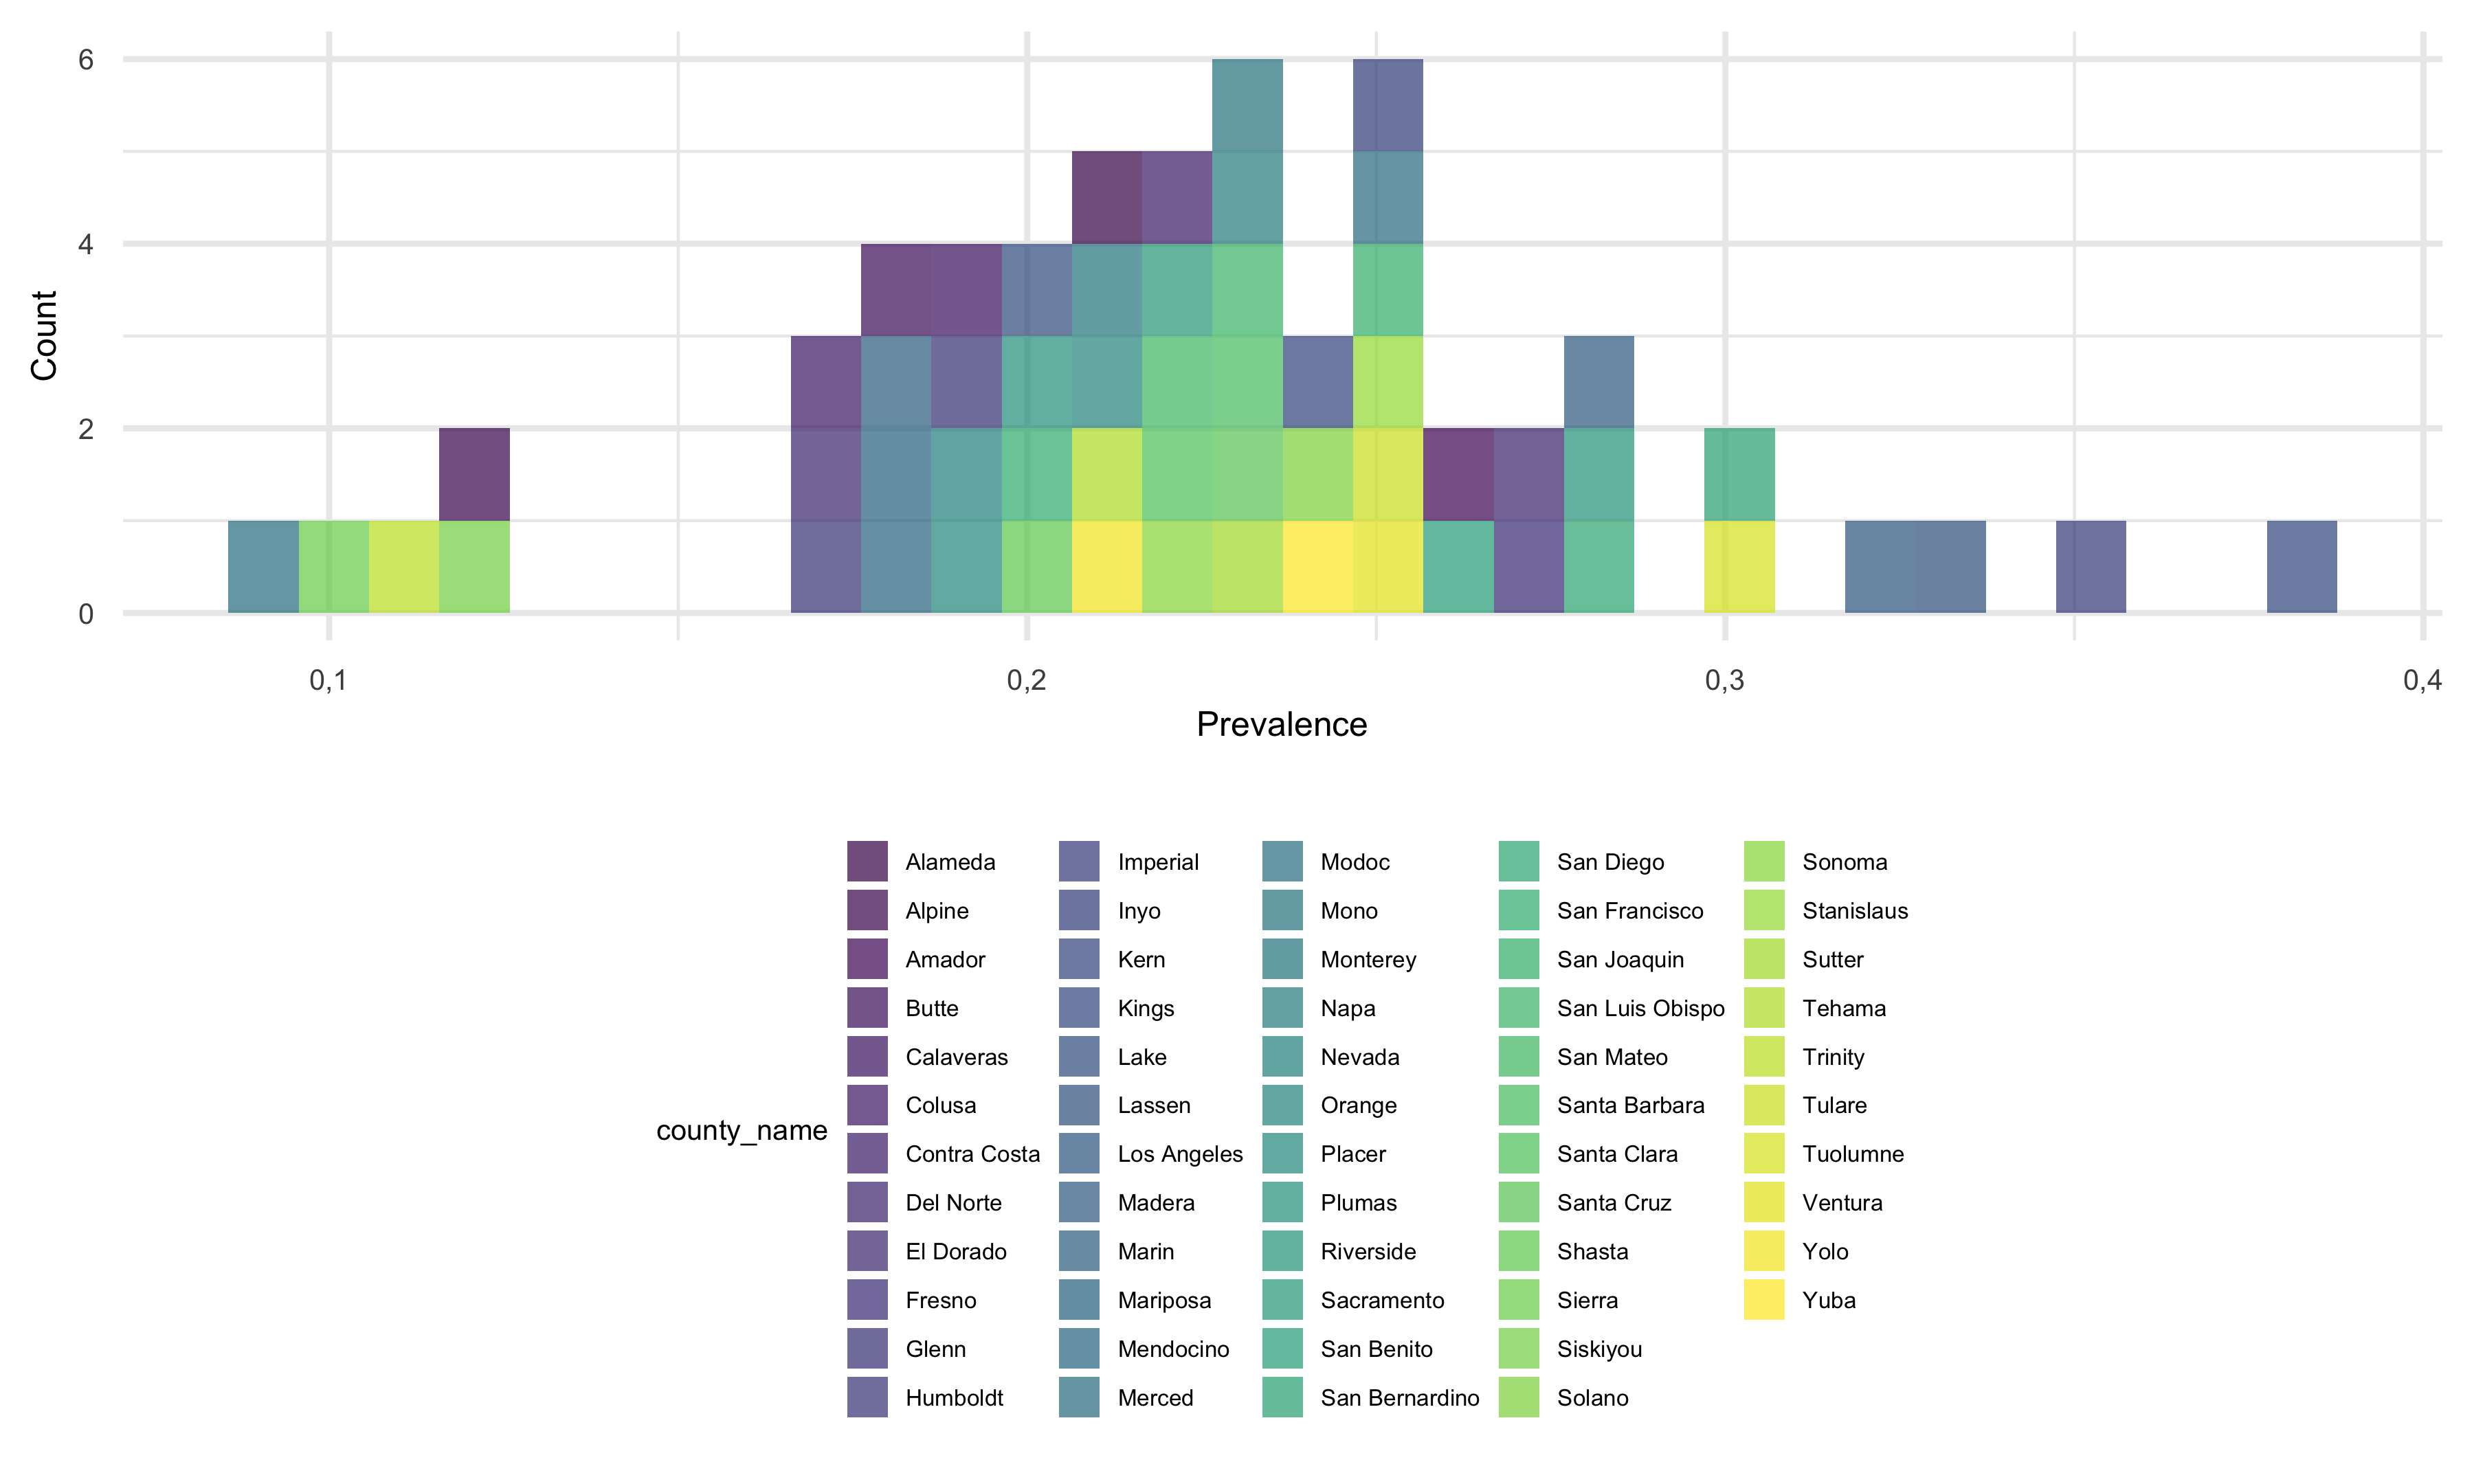 6
4
2
0
Count
0,1
0,2
0,3
0,4
Prevalence
county_name
Alameda
Alpine
Amador
Butte
Calaveras
Colusa
Contra Costa
Del Norte
El Dorado
Fresno
Glenn
Humboldt
Imperial
Inyo
Kern
Kings
Lake
Lassen
Los Angeles
Madera
Marin
Mariposa
Mendocino
Merced
Modoc
Mono
Monterey
Napa
Nevada
Orange
Placer
Plumas
Riverside
Sacramento
San Benito
San Bernardino
San Diego
San Francisco
San Joaquin
San Luis Obispo
San Mateo
Santa Barbara
Santa Clara
Santa Cruz
Shasta
Sierra
Siskiyou
Solano
Sonoma
Stanislaus
Sutter
Tehama
Trinity
Tulare
Tuolumne
Ventura
Yolo
Yuba